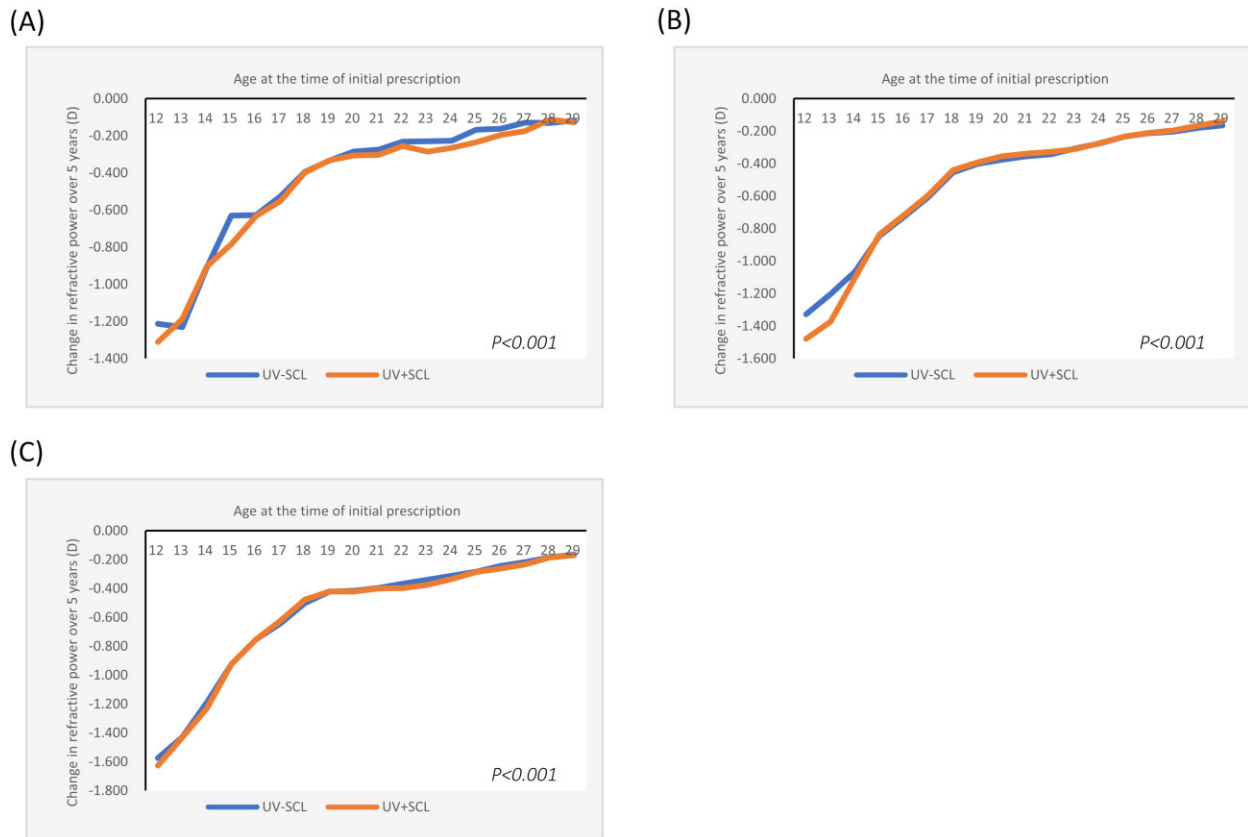 (A)
Age at the time of initial prescription
Change in refractive power over 5 years (D)
0.000
-0.200
-0.400
-0.600
-0.800
-1.000
-1.200
-1.400
12 13 14 15 16 17 18 19 20 21 22 23 24 25 26 27 28 29
P<0.001
UV-SCL UV+SCL
(B)
Age at the time of initial prescription
Change in refractive power over 5 years (D)
0.000
-0.200
-0.400
-0.600
-0.800
-1.000
-1.200
-1.400
-1.600
12 13 14 15 16 17 18 19 20 21 22 23 24 25 26 27 28 29
P<0.001
UV-SCL UV+SCL
(C)
Age at the time of initial prescription
Change in refractive power over 5 years (D)
0.000
-0.200
-0.400
-0.600
-0.800
-1.000
-1.200
-1.400
-1.600
-1.800
12 13 14 15 16 17 18 19 20 21 22 23 24 25 26 27 28 29
P<0.001
UV-SCL UV+SCL